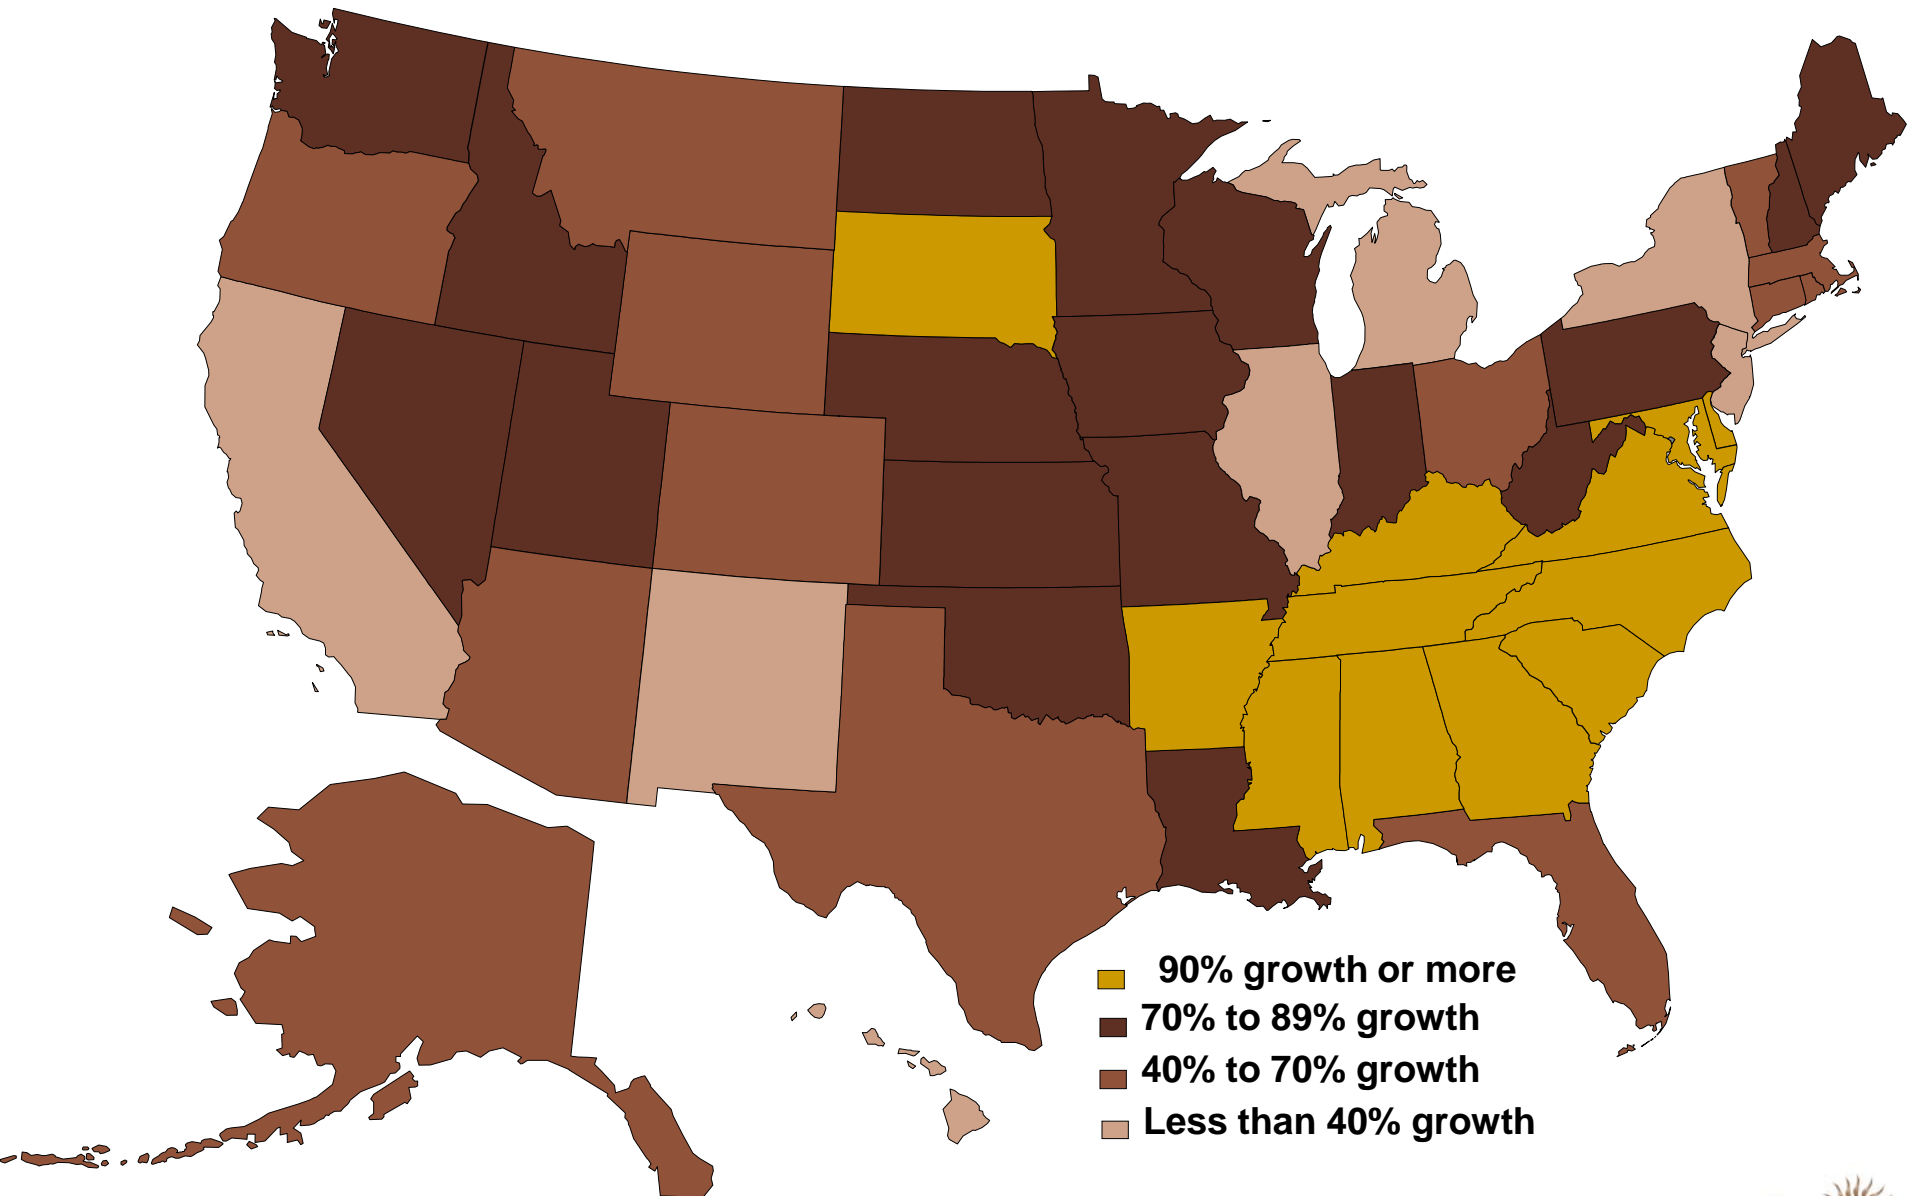 90% growth or more
70% to 89% growth
40% to 70% growth
Less than 40% growth